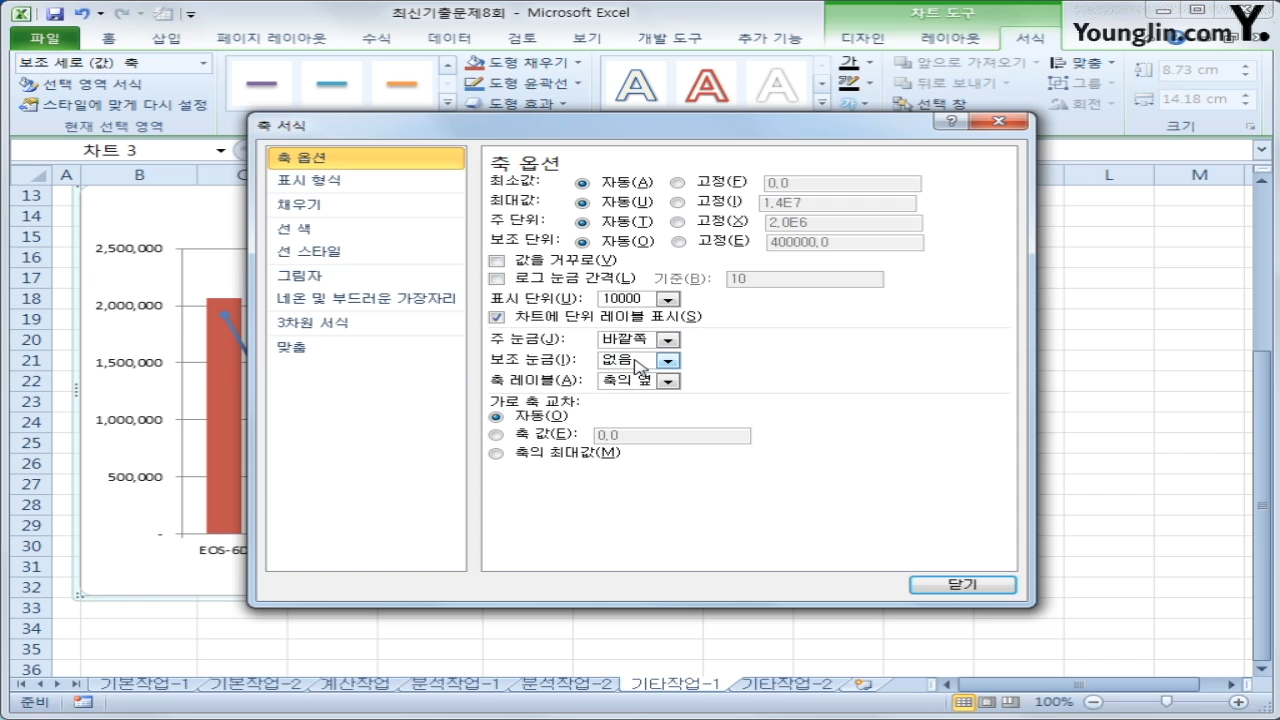 최신기출문제8회 - Microsoft Excel
차트 도구
Younglin.com Y.
파일 홈 삽입 페이지 레이아웃 수식 데이터 검토 보기 개발 도구 추가 기능 디자인 레이아웃 서식
보조 세로 (값) 축
선택 영역 서식
스타일에 맞게 다시 설정
현재 선택 영역
도형 채우기
도형 윤곽선
도형 효과
가
앞으로 가져오기
뒤로 보내기
선택 창
맞춤
그룹
회전
8.73 cm
14.18 cm
크기
차트 3
A B C L M
13
14
15
16
17
18
19
20
21
22
23
24
25
26
27
28
29
30
31
32
33
34
35
36
2,500,000
2,000,000
1,500,000
1,000,000
500,000
-
EOS-6D
축 서식
축 옵션
표시 형식
채우기
선 색
선 스타일
그림자
네온 및 부드러운 가장자리
3차원 서식
맞춤
축 옵션
최소값: 자동(A) 고정(F) 0.0
최대값: 자동(U) 고정(I) 1.4E7
주 단위: 자동(T) 고정(X) 2.0E6
보조 단위: 자동(O) 고정(E) 400000.0
값을 거꾸로(V)
로그 눈금 간격(L) 기준(B): 10
표시 단위(U): 10000
차트에 단위 레이블 표시(S)
주 눈금(J): 바깥쪽
보조 눈금(I): 없음
축 레이블(A): 축의 옆
가로 축 교차:
자동(O)
축 값(E): 0.0
축의 최대값(M)
닫기
기본작업-1 기본작업-2 계산작업 분석작업-1 분석작업-2 기타작업-1 기타작업-2
준비
100%